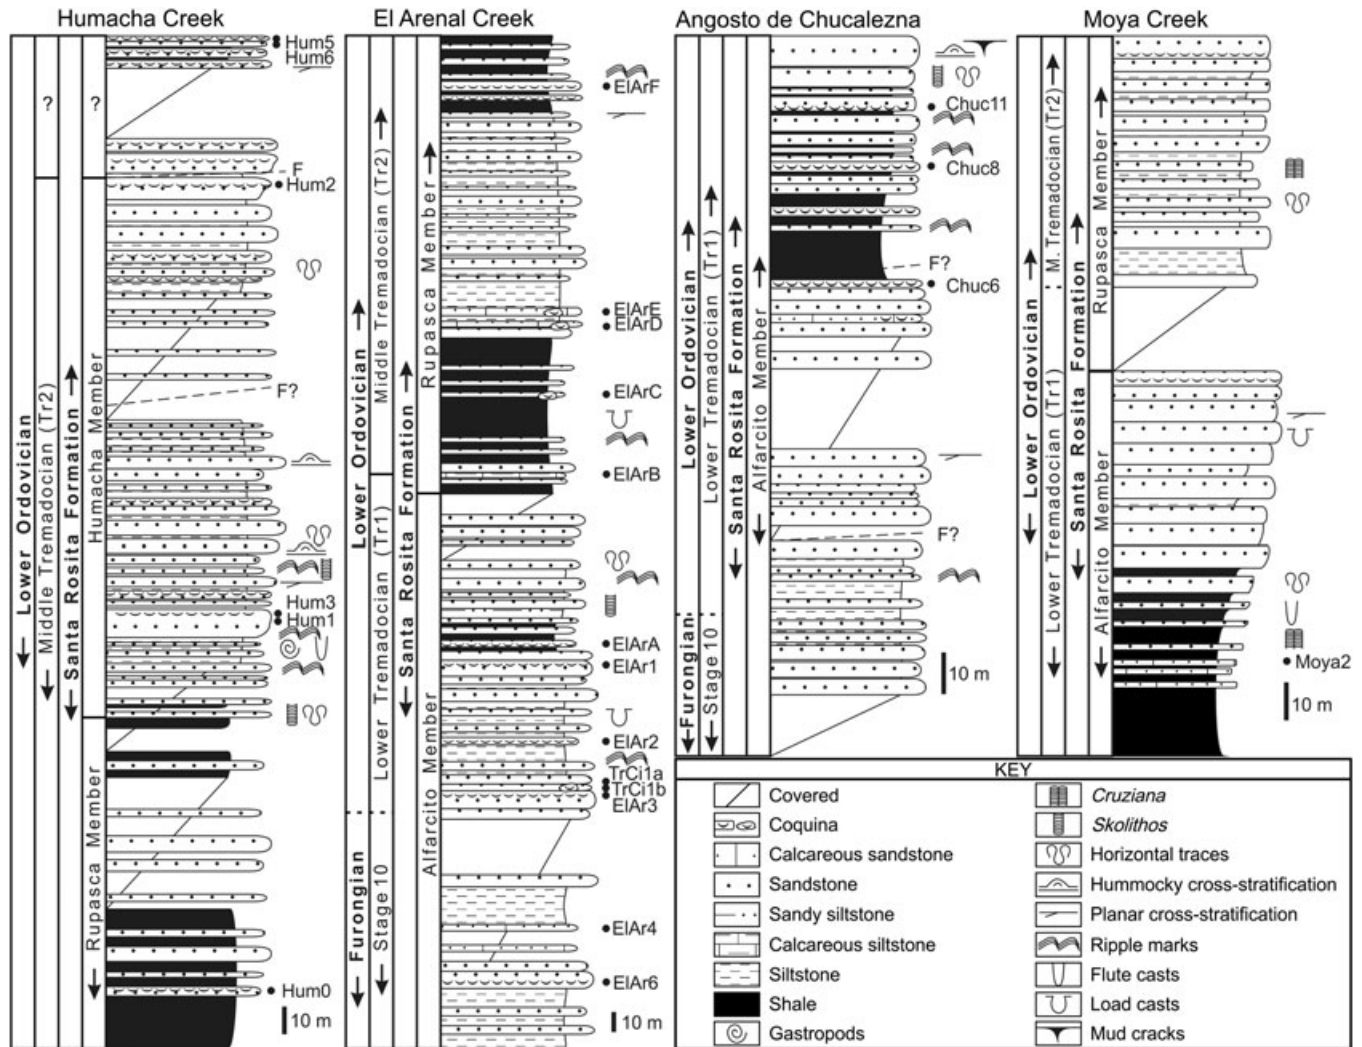 Humacha Creek
Lower Ordovician
Middle Tremadocian (Tr2)
Santa Rosita Formation
?
?
Humacha Member
Rupasca Member
Hum5
Hum6
F
Hum2
F?
Hum3
Hum1
Hum0
10 m
El Arenal Creek
Lower Ordovician
Furongian
Middle Tremadocian (Tr2)
Lower Tremadocian (Tr1)
Stage 10
Santa Rosita Formation
Rupasca Member
Alfarcito Member
ElArF
ElArE
ElArD
ElArC
ElArB
ElArA
ElAr1
ElAr2
TrCi1a
TrCi1b
ElAr3
ElAr4
ElAr6
10 m
Angosto de Chucalezna
Lower Ordovician
Furongian
Lower Tremadocian (Tr1)
Stage 10
Santa Rosita Formation
Alfarcito Member
Chuc11
Chuc8
F?
Chuc6
F?
10 m
Moya Creek
Lower Ordovician
M. Tremadocian (Tr2)
Lower Tremadocian (Tr1)
Santa Rosita Formation
Rupasca Member
Alfarcito Member
Moya2
10 m
KEY
Covered
Coquina
Calcareous sandstone
Sandstone
Sandy siltstone
Calcareous siltstone
Siltstone
Shale
Gastropods
Cruziana
Skolithos
Horizontal traces
Hummocky cross-stratification
Planar cross-stratification
Ripple marks
Flute casts
Load casts
Mud cracks